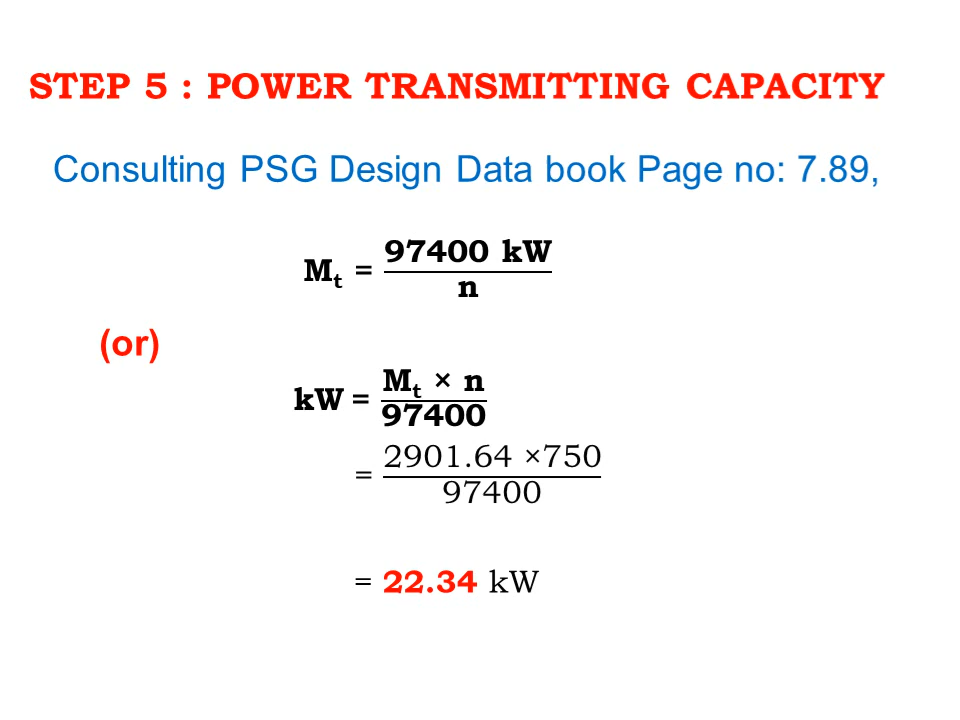 STEP 5 : POWER TRANSMITTING CAPACITY
Consulting PSG Design Data book Page no: 7.89,
Mt = 97400 kW / n
(or)
kW = Mt × n / 97400
= 2901.64 ×750 / 97400
= 22.34 kW